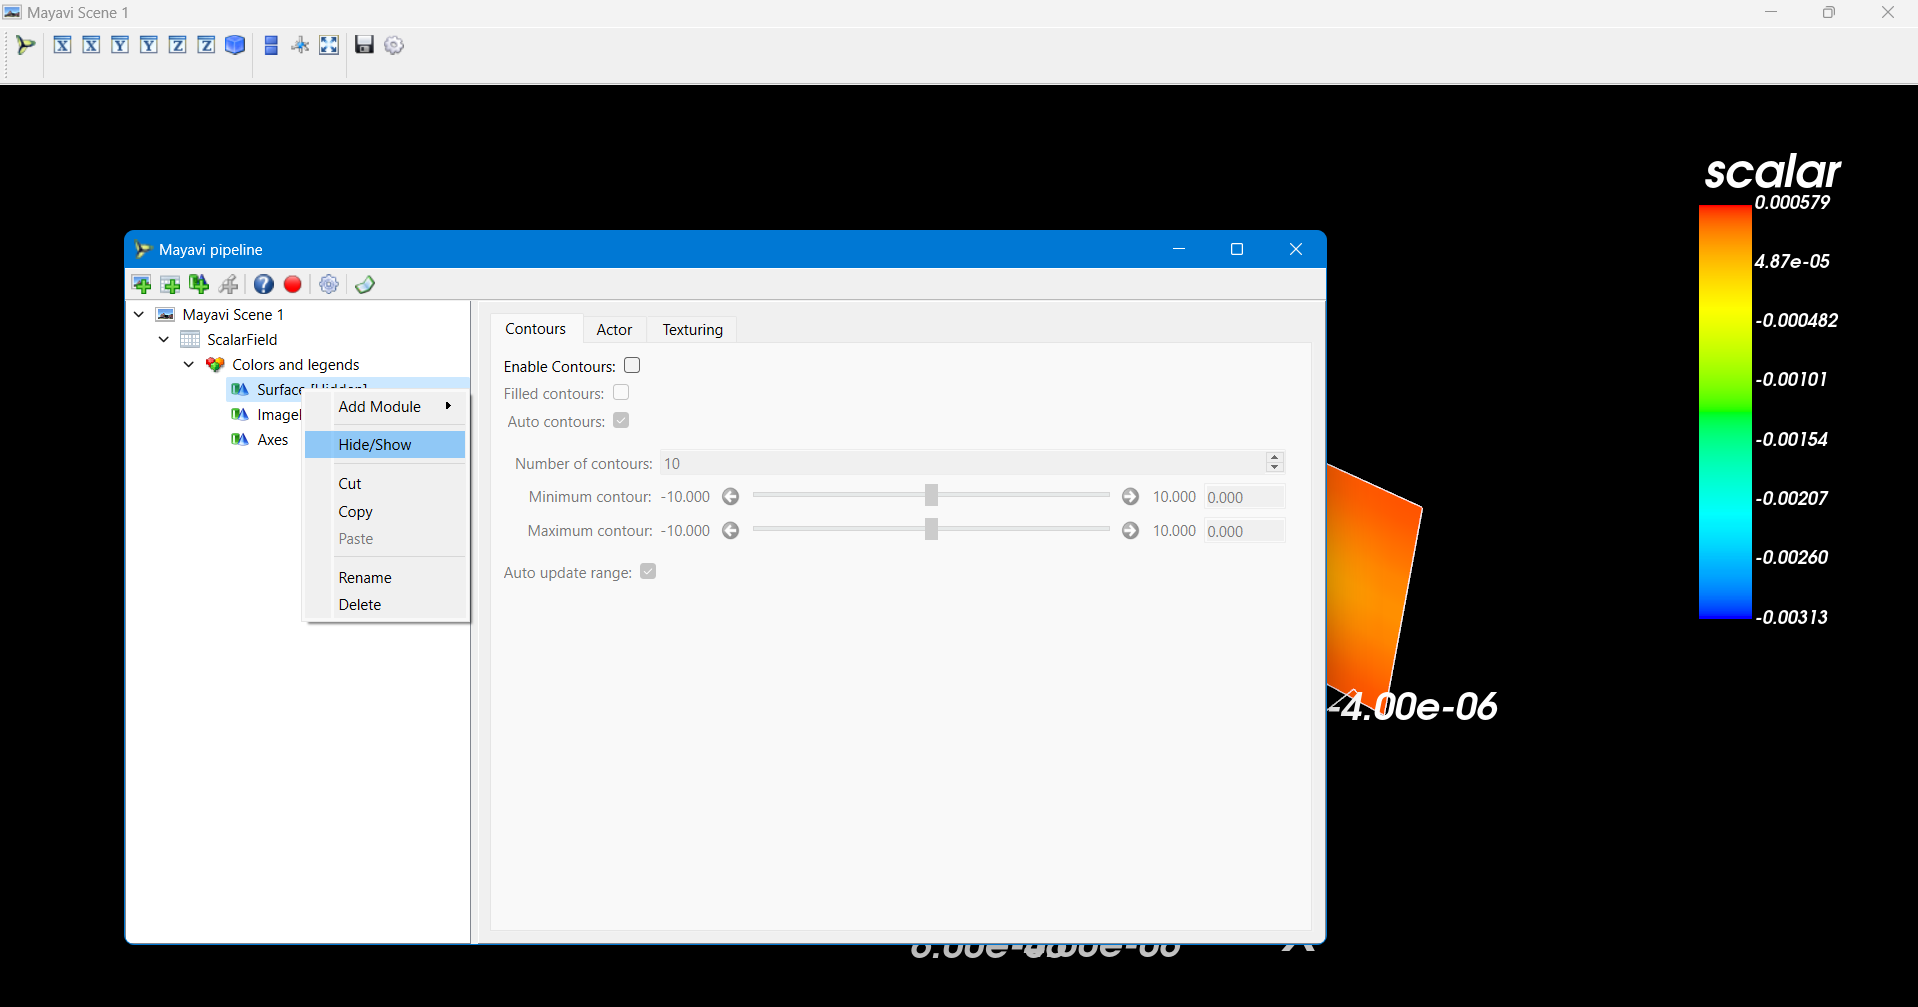 Mayavi Scene 1
X X Y Y Z Z
scalar
0.000579
4.87e-05
-0.000482
-0.00101
-0.00154
-0.00207
-0.00260
-0.00313
Mayavi pipeline
Mayavi Scene 1
ScalarField
Colors and legends
Surface [Hidden]
Axes
Add Module
Hide/Show
Cut
Copy
Paste
Rename
Delete
Contours Actor Texturing
Enable Contours:
Filled contours:
Auto contours:
Number of contours: 10
Minimum contour: -10.000 10.000 0.000
Maximum contour: -10.000 10.000 0.000
Auto update range:
-4.00e-06